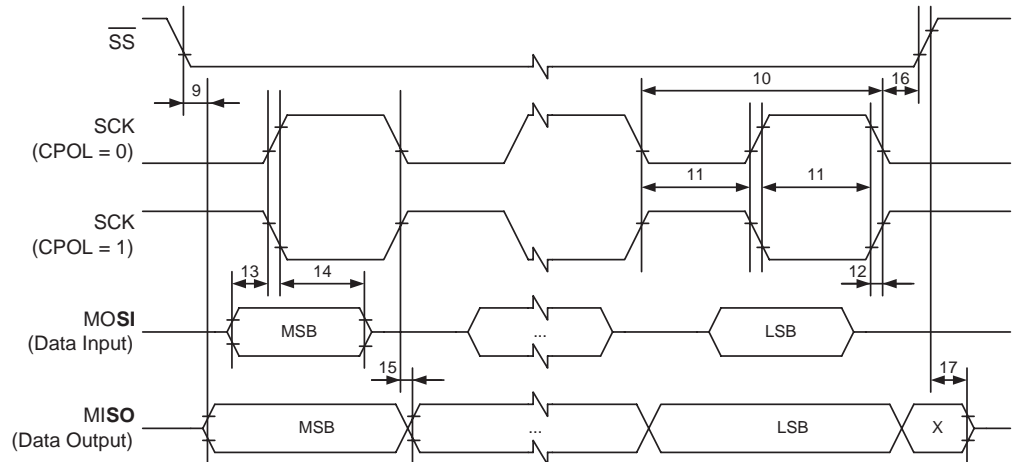 SS
9
10
16
SCK
(CPOL = 0)
11
11
SCK
(CPOL = 1)
13
14
12
MOSI
(Data Input)
MSB
...
LSB
15
17
MISO
(Data Output)
MSB
...
LSB
X